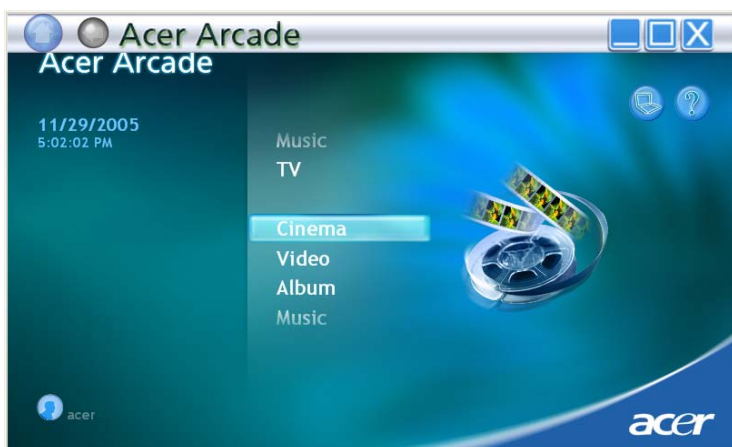 Acer Arcade
Acer Arcade
11/29/2005
5:02:02 PM
Music
TV
Cinema
Video
Album
Music
acer
acer